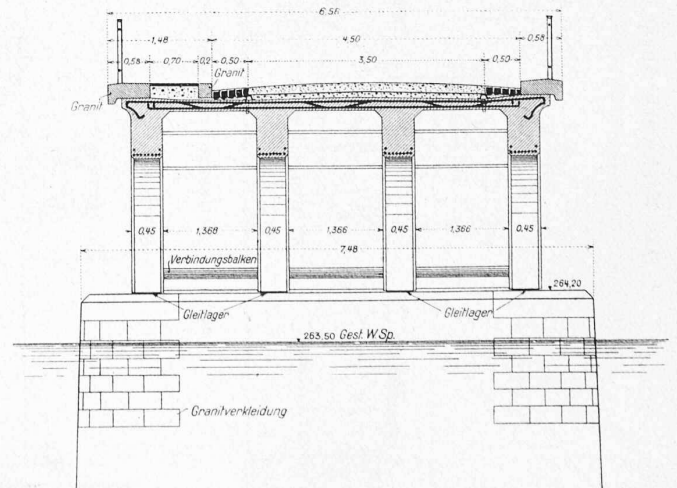 6,56
1,48 4,50
0,58 0,70 0,2 0,50 3,50 0,50 0,58
Granit
Granit
0,45 1,368 0,45 1,366 0,45 1,366 0,45
7,48
Verbindungsbalken
264,20
Gleitlager Gleitlager
263,50 Gest. W.Sp.
Granitverkleidung